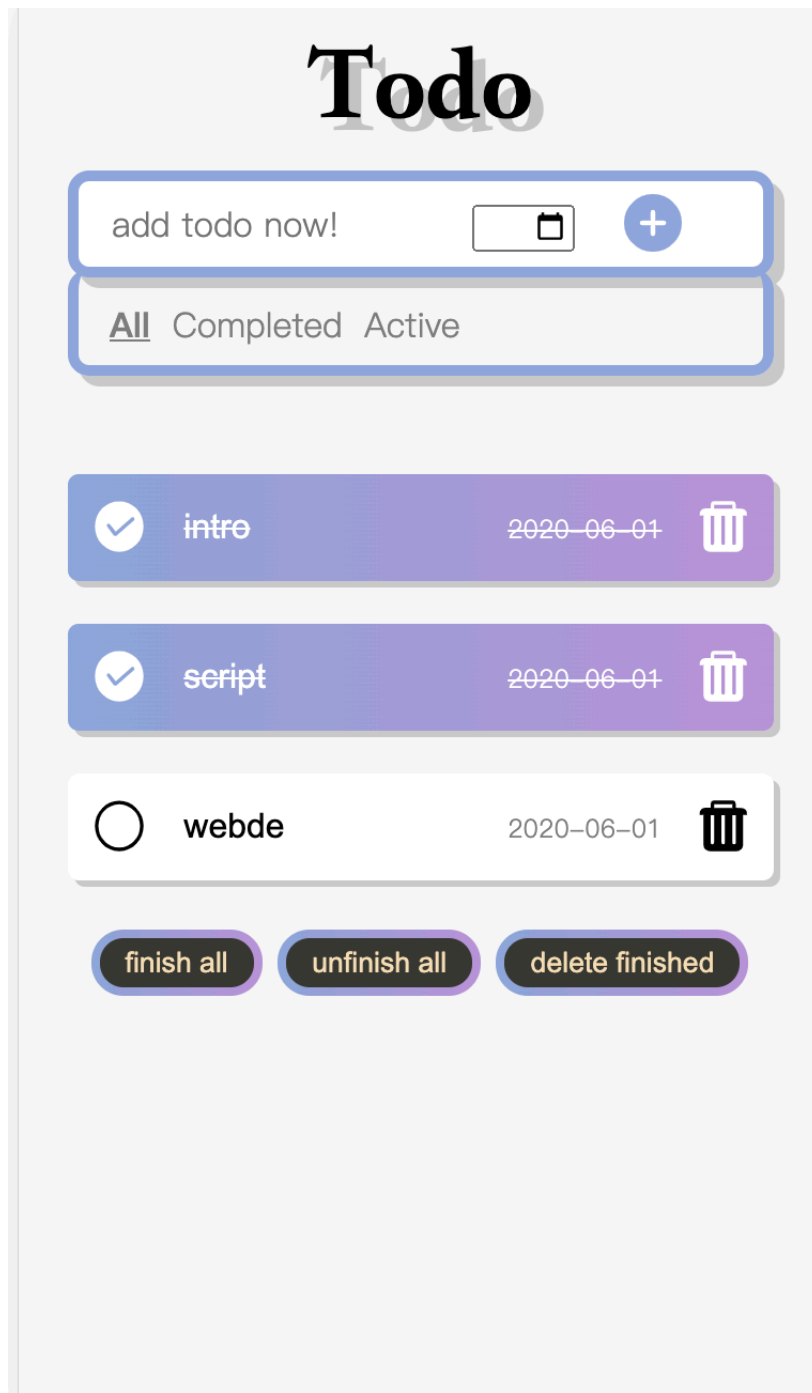 Todo
add todo now!
All Completed Active
intro 2020-06-01
script 2020-06-01
webde 2020-06-01
finish all unfinish all delete finished